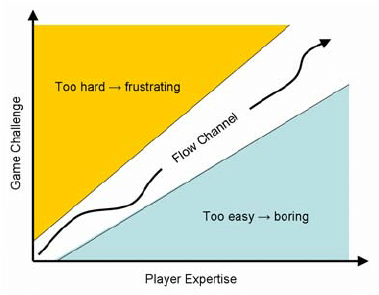 Too hard → frustrating
Game Challenge
Flow Channel
Too easy → boring
Player Expertise